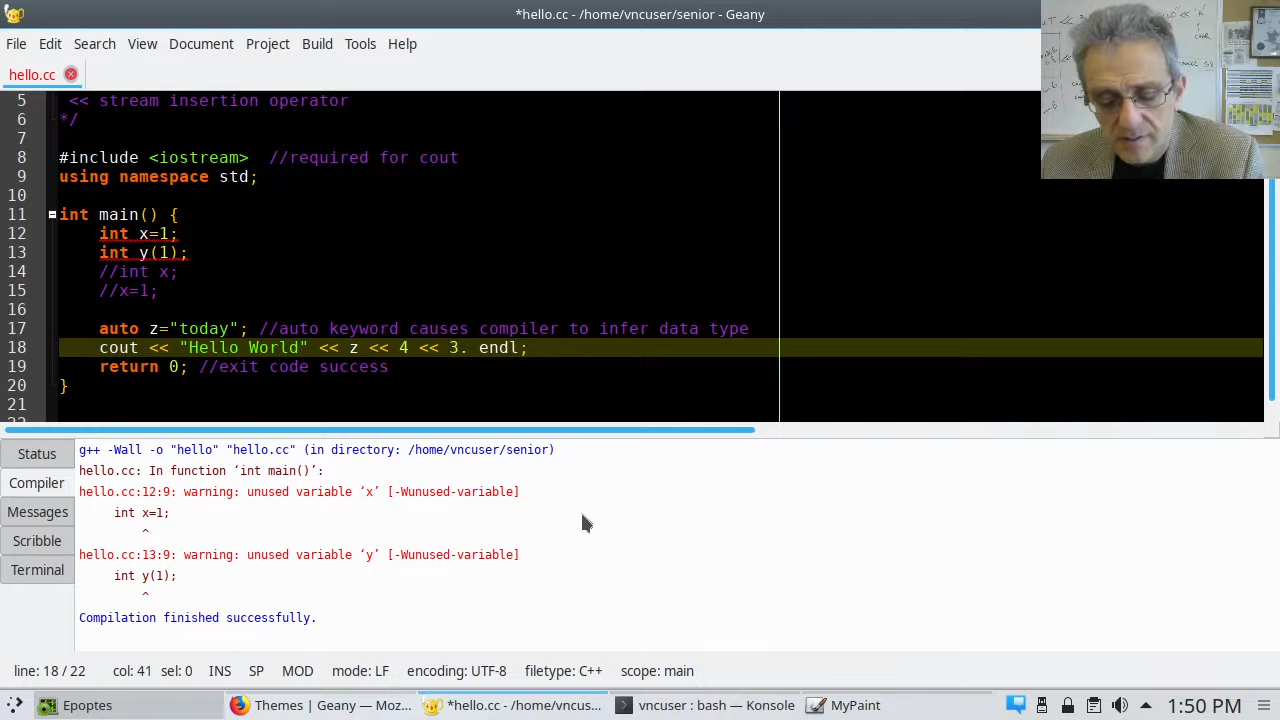 *hello.cc - /home/vncuser/senior - Geany
File Edit Search View Document Project Build Tools Help
hello.cc
5 << stream insertion operator
6 */
7
8 #include <iostream>  //required for cout
9 using namespace std;
10
11 int main() {
12 int x=1;
13 int y(1);
14 //int x;
15 //x=1;
16
17 auto z="today"; //auto keyword causes compiler to infer data type
18 cout << "Hello World" << z << 4 << 3. endl;
19 return 0; //exit code success
20 }
21
Status
Compiler
Messages
Scribble
Terminal
g++ -Wall -o "hello" "hello.cc" (in directory: /home/vncuser/senior)
hello.cc: In function ‘int main()’:
hello.cc:12:9: warning: unused variable ‘x’ [-Wunused-variable]
int x=1;
^
hello.cc:13:9: warning: unused variable ‘y’ [-Wunused-variable]
int y(1);
^
Compilation finished successfully.
line: 18 / 22 col: 41 sel: 0 INS SP MOD mode: LF encoding: UTF-8 filetype: C++ scope: main
Epoptes Themes | Geany — Moz... *hello.cc - /home/vncus... vncuser : bash — Konsole MyPaint 1:50 PM